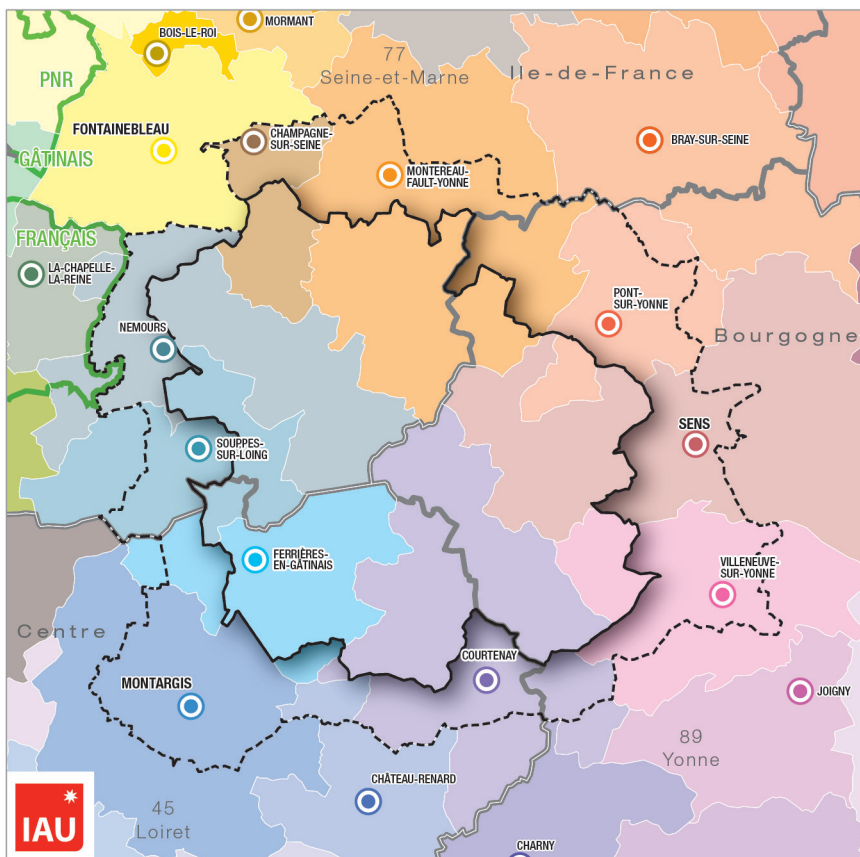 MORMANT
BOIS-LE-ROI
77
Seine-et-Marne
Ile-de-France
PNR
FONTAINEBLEAU
CHAMPAGNE-
SUR-SEINE
BRAY-SUR-SEINE
GÂTINAIS
MONTEREAU-
FAULT-YONNE
FRANÇAIS
LA-CHAPELLE-
LA-REINE
PONT-
SUR-YONNE
NEMOURS
Bourgogne
SENS
SOUPPES-
SUR-LOING
FERRIÈRES-
EN-GÂTINAIS
VILLENEUVE-
SUR-YONNE
Centre
COURTENAY
MONTARGIS
JOIGNY
89
Yonne
CHÂTEAU-RENARD
45
Loiret
IAU
CHARNY